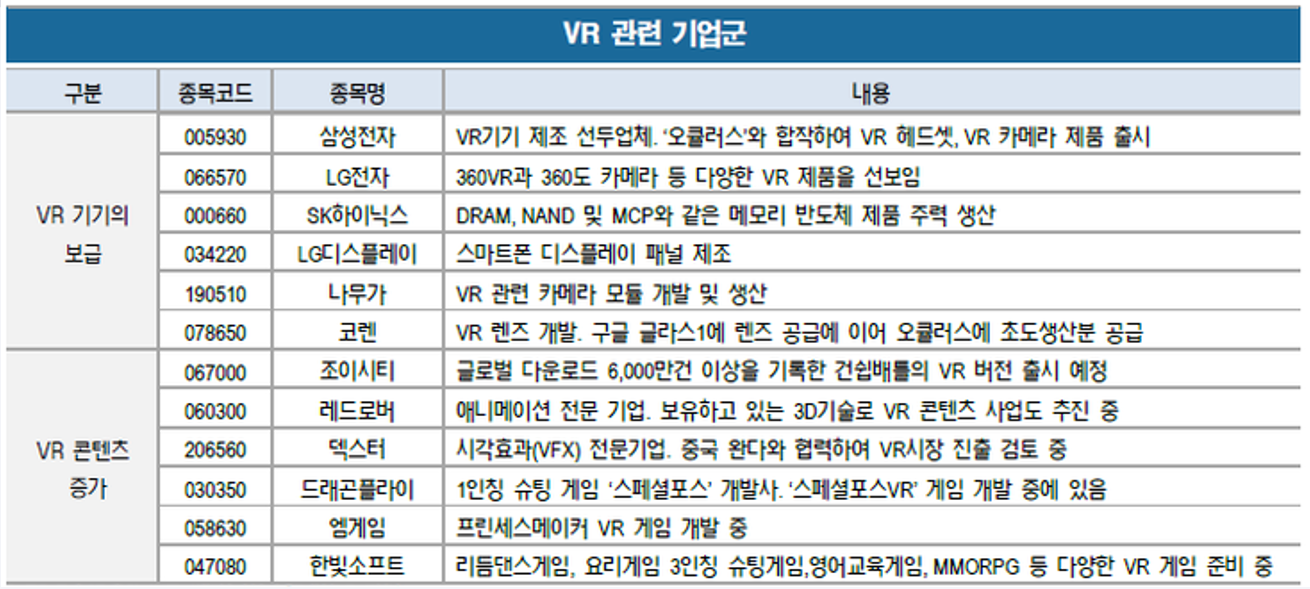 VR 관련 기업군
구분 종목코드 종목명 내용
VR 기기의 보급
005930 삼성전자 VR기기 제조 선두업체. ‘오큘러스’와 합작하여 VR 헤드셋, VR 카메라 제품 출시
066570 LG전자 360VR과 360도 카메라 등 다양한 VR 제품을 선보임
000660 SK하이닉스 DRAM, NAND 및 MCP와 같은 메모리 반도체 제품 주력 생산
034220 LG디스플레이 스마트폰 디스플레이 패널 제조
190510 나무가 VR 관련 카메라 모듈 개발 및 생산
078650 코렌 VR 렌즈 개발. 구글 글라스1에 렌즈 공급에 이어 오큘러스에 초도생산분 공급
VR 콘텐츠 증가
067000 조이시티 글로벌 다운로드 6,000만건 이상을 기록한 건쉽배틀의 VR 버전 출시 예정
060300 레드로버 애니메이션 전문 기업. 보유하고 있는 3D기술로 VR 콘텐츠 사업도 추진 중
206560 덱스터 시각효과(VFX) 전문기업. 중국 완다와 협력하여 VR시장 진출 검토 중
030350 드래곤플라이 1인칭 슈팅 게임 ‘스페셜포스’ 개발사. ‘스페셜포스VR’ 게임 개발 중에 있음
058630 엠게임 프린세스메이커 VR 게임 개발 중
047080 한빛소프트 리듬댄스게임, 요리게임 3인칭 슈팅게임,영어교육게임, MMORPG 등 다양한 VR 게임 준비 중